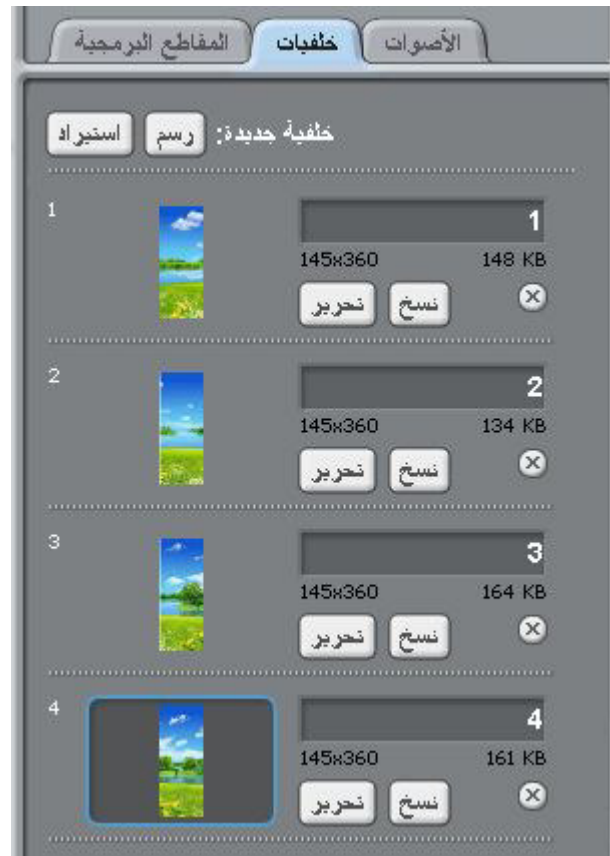 المقاطع البرمجية خلفيات الأصوات
خلفية جديدة: رسم استيراد
1 1
145x360 148 KB
تحرير نسخ
2 2
145x360 134 KB
تحرير نسخ
3 3
145x360 164 KB
تحرير نسخ
4 4
145x360 161 KB
تحرير نسخ